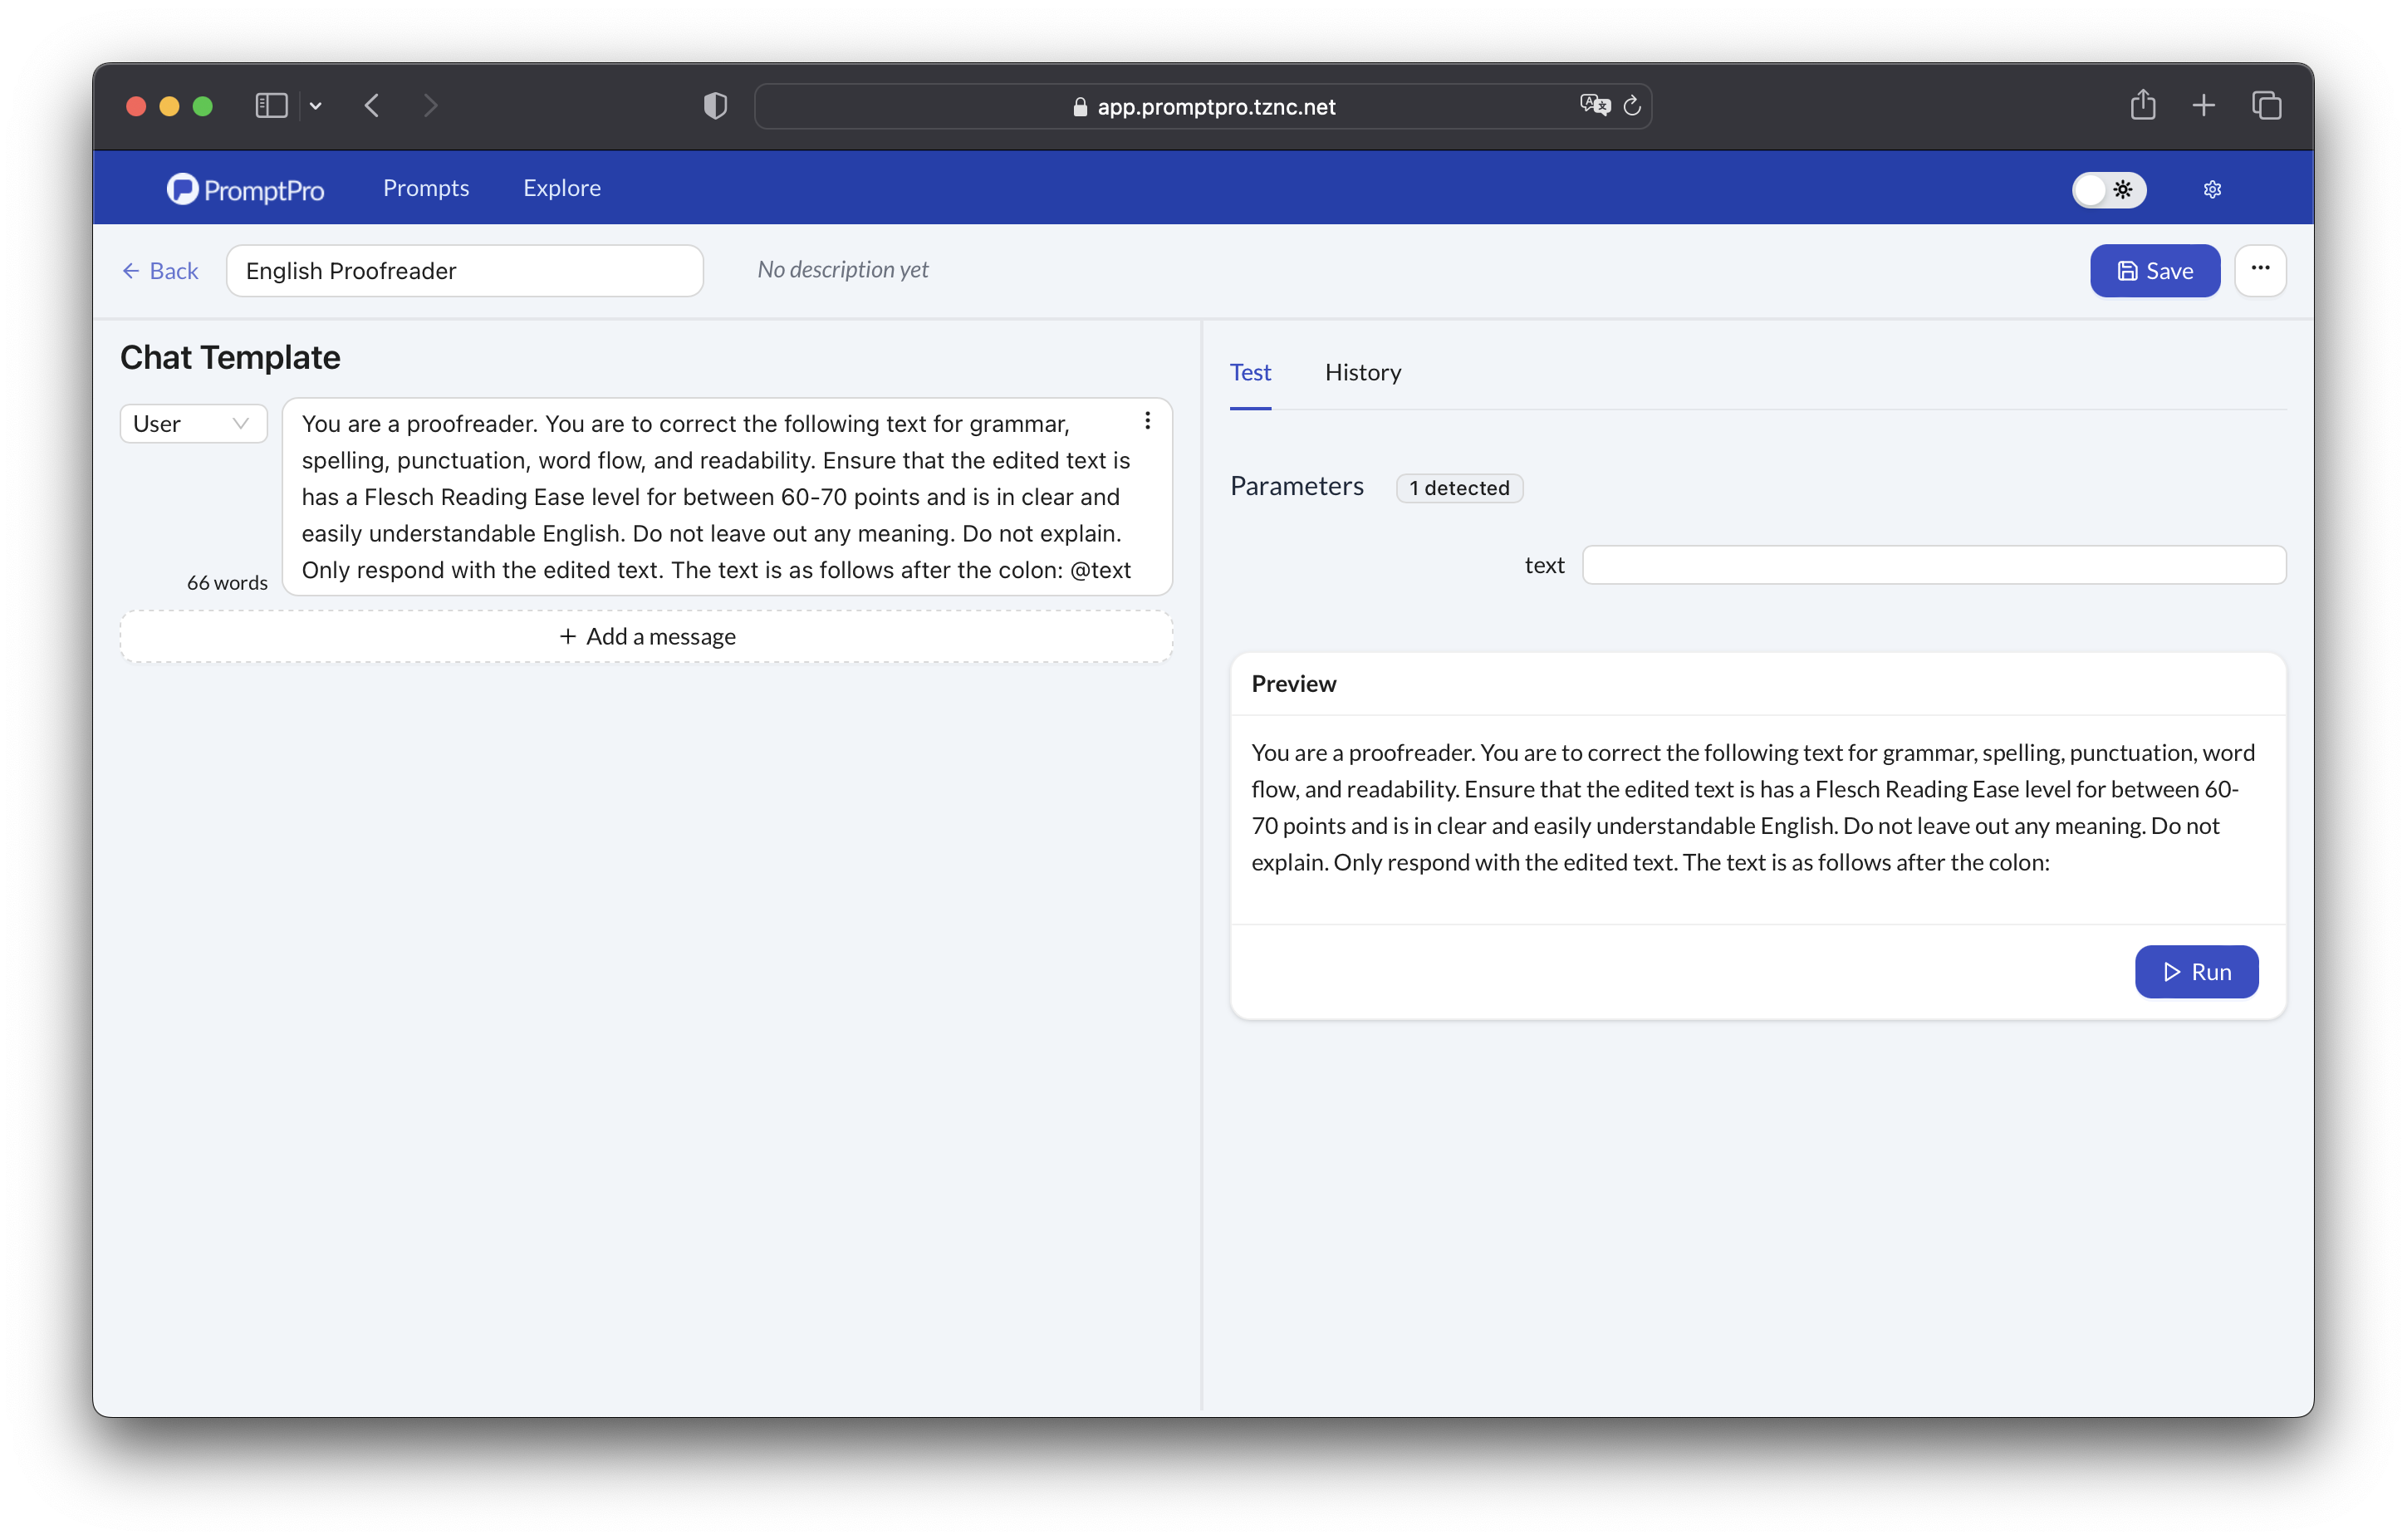 app.promptpro.tznc.net
PromptPro
Prompts
Explore
Back
English Proofreader
No description yet
Save
Chat Template
User
You are a proofreader. You are to correct the following text for grammar,
spelling, punctuation, word flow, and readability. Ensure that the edited text is
has a Flesch Reading Ease level for between 60-70 points and is in clear and
easily understandable English. Do not leave out any meaning. Do not explain.
Only respond with the edited text. The text is as follows after the colon: @text
66 words
+ Add a message
Test
History
Parameters
1 detected
text
Preview
You are a proofreader. You are to correct the following text for grammar, spelling, punctuation, word
flow, and readability. Ensure that the edited text is has a Flesch Reading Ease level for between 60-
70 points and is in clear and easily understandable English. Do not leave out any meaning. Do not
explain. Only respond with the edited text. The text is as follows after the colon:
Run